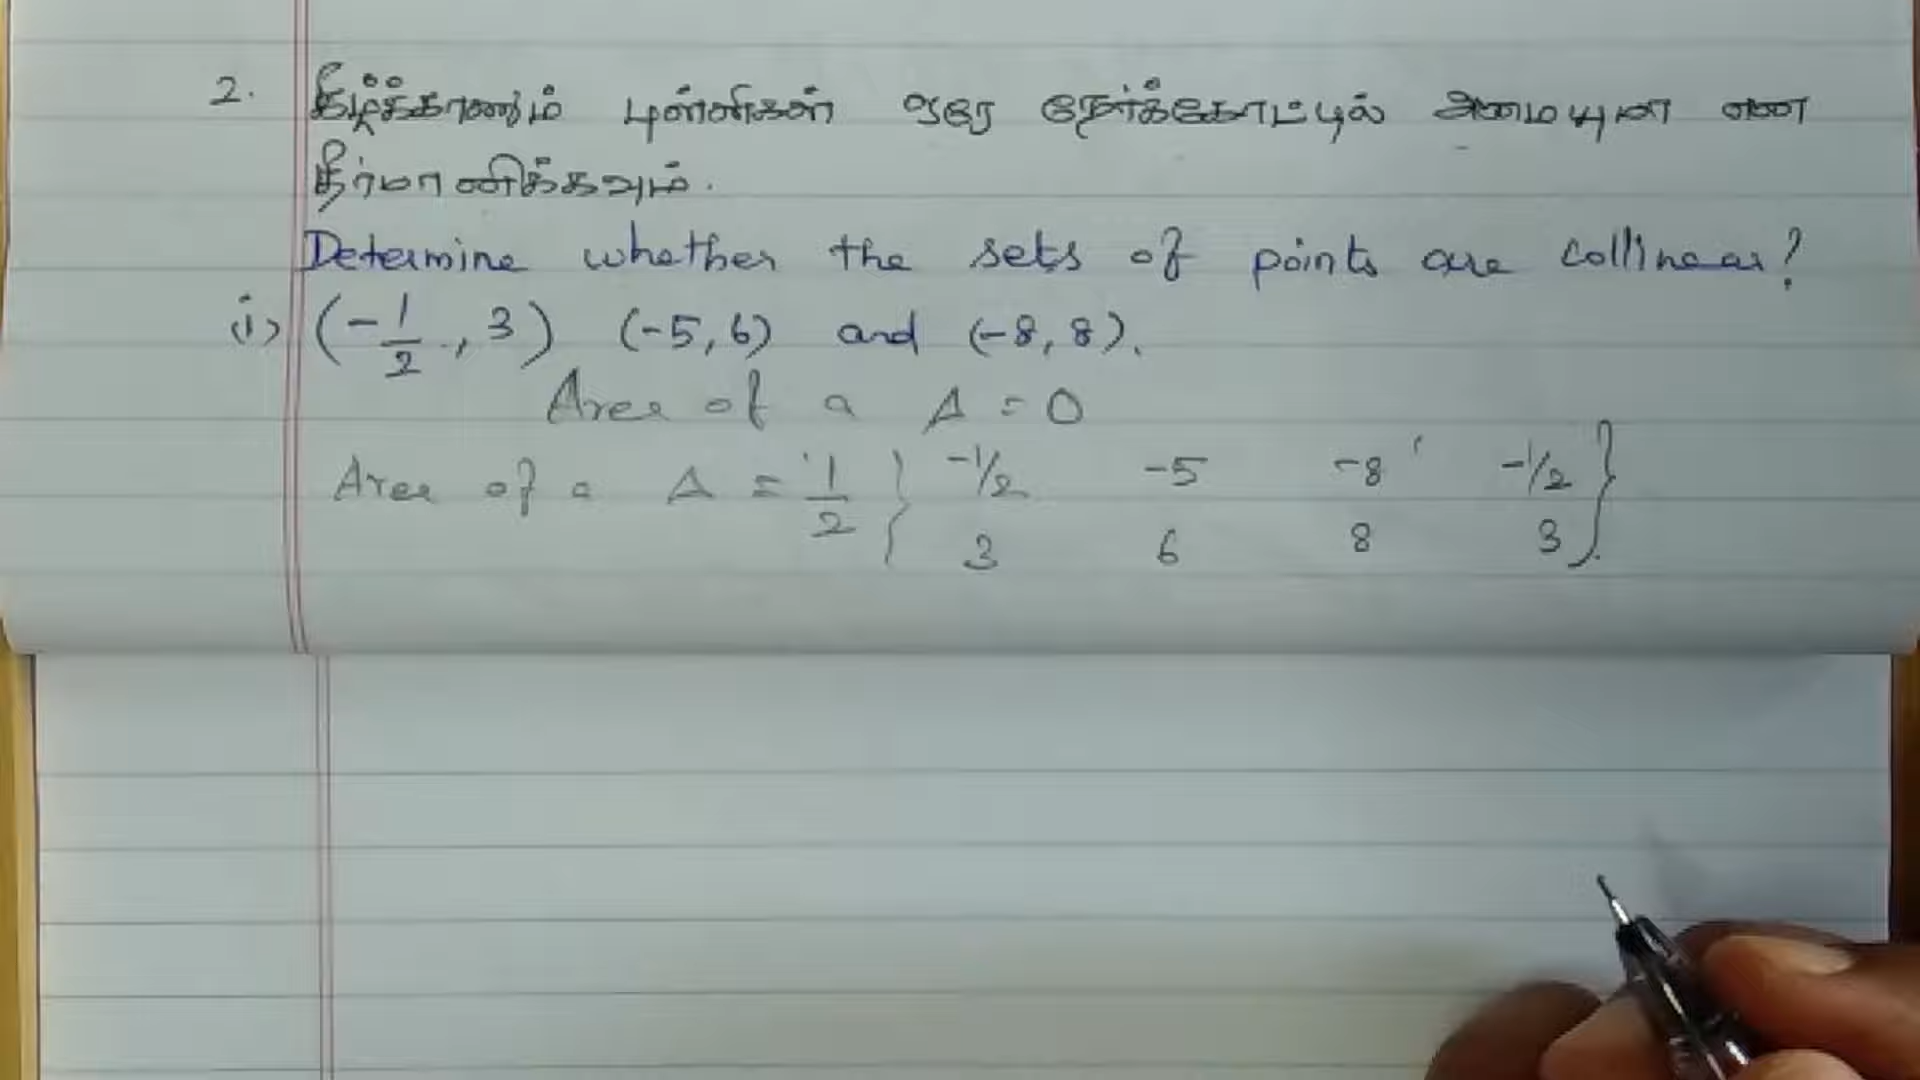 2. கீழ்க்காணும் புள்ளிகள் ஒரே நேர்க்கோட்டில் அமையுமா என
தீர்மானிக்கவும்.
Determine whether the sets of points are collinear?
(i) (-1/2, 3) (-5, 6) and (-8, 8).
Area of a Δ = 0
Area of a Δ = 1/2 { -1/2 -5 -8 -1/2 }
3 6 8 3